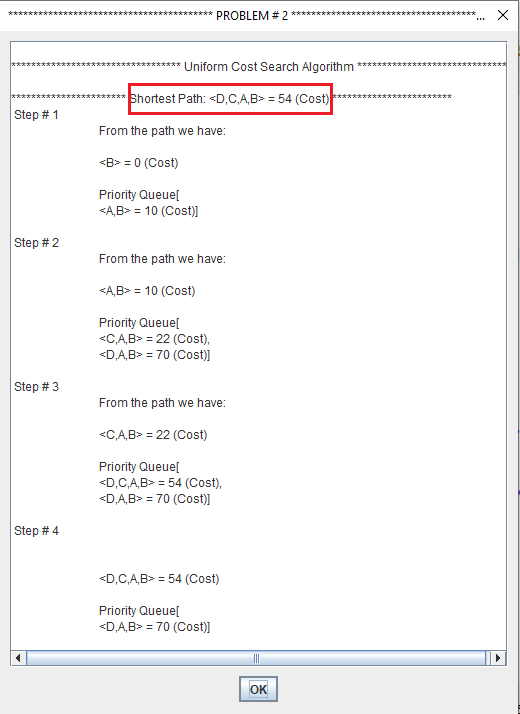 **************************************** PROBLEM # 2 ************************************...
********************************** Uniform Cost Search Algorithm ******************************
*********************** Shortest Path: <D,C,A,B> = 54 (Cost) ************************
Step # 1
From the path we have:
<B> = 0 (Cost)
Priority Queue[
<A,B> = 10 (Cost)]
Step # 2
From the path we have:
<A,B> = 10 (Cost)
Priority Queue[
<C,A,B> = 22 (Cost),
<D,A,B> = 70 (Cost)]
Step # 3
From the path we have:
<C,A,B> = 22 (Cost)
Priority Queue[
<D,C,A,B> = 54 (Cost),
<D,A,B> = 70 (Cost)]
Step # 4
<D,C,A,B> = 54 (Cost)
Priority Queue[
<D,A,B> = 70 (Cost)]
OK